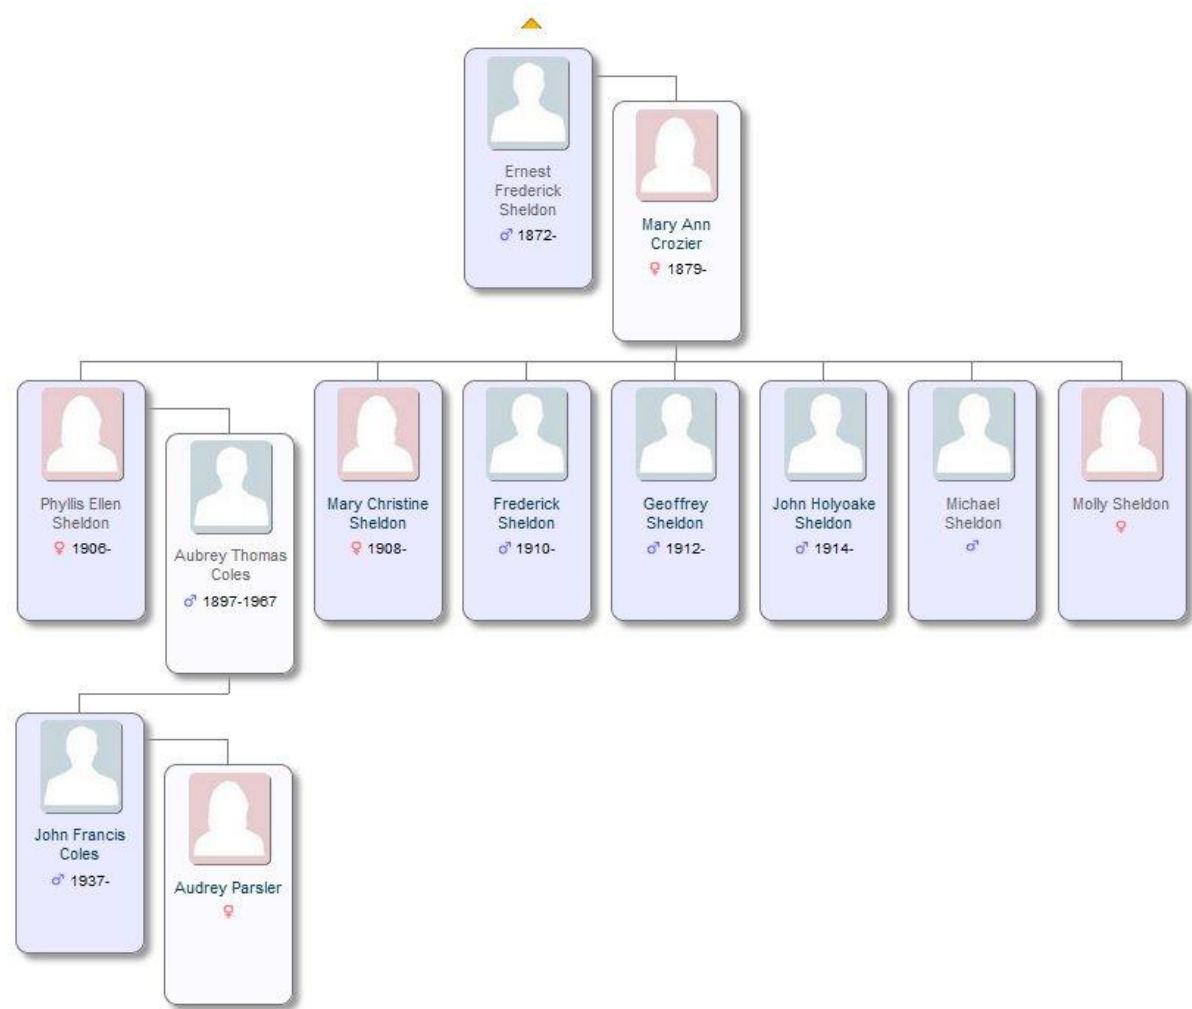 Ernest
Frederick
Sheldon
♂ 1872-
Mary Ann
Crozier
♀ 1879-
Phyllis Ellen
Sheldon
♀ 1906-
Aubrey Thomas
Coles
♂ 1897-1967
Mary Christine
Sheldon
♀ 1908-
Frederick
Sheldon
♂ 1910-
Geoffrey
Sheldon
♂ 1912-
John Holyoake
Sheldon
♂ 1914-
Michael
Sheldon
♂
Molly Sheldon
♀
John Francis
Coles
♂ 1937-
Audrey Parsler
♀